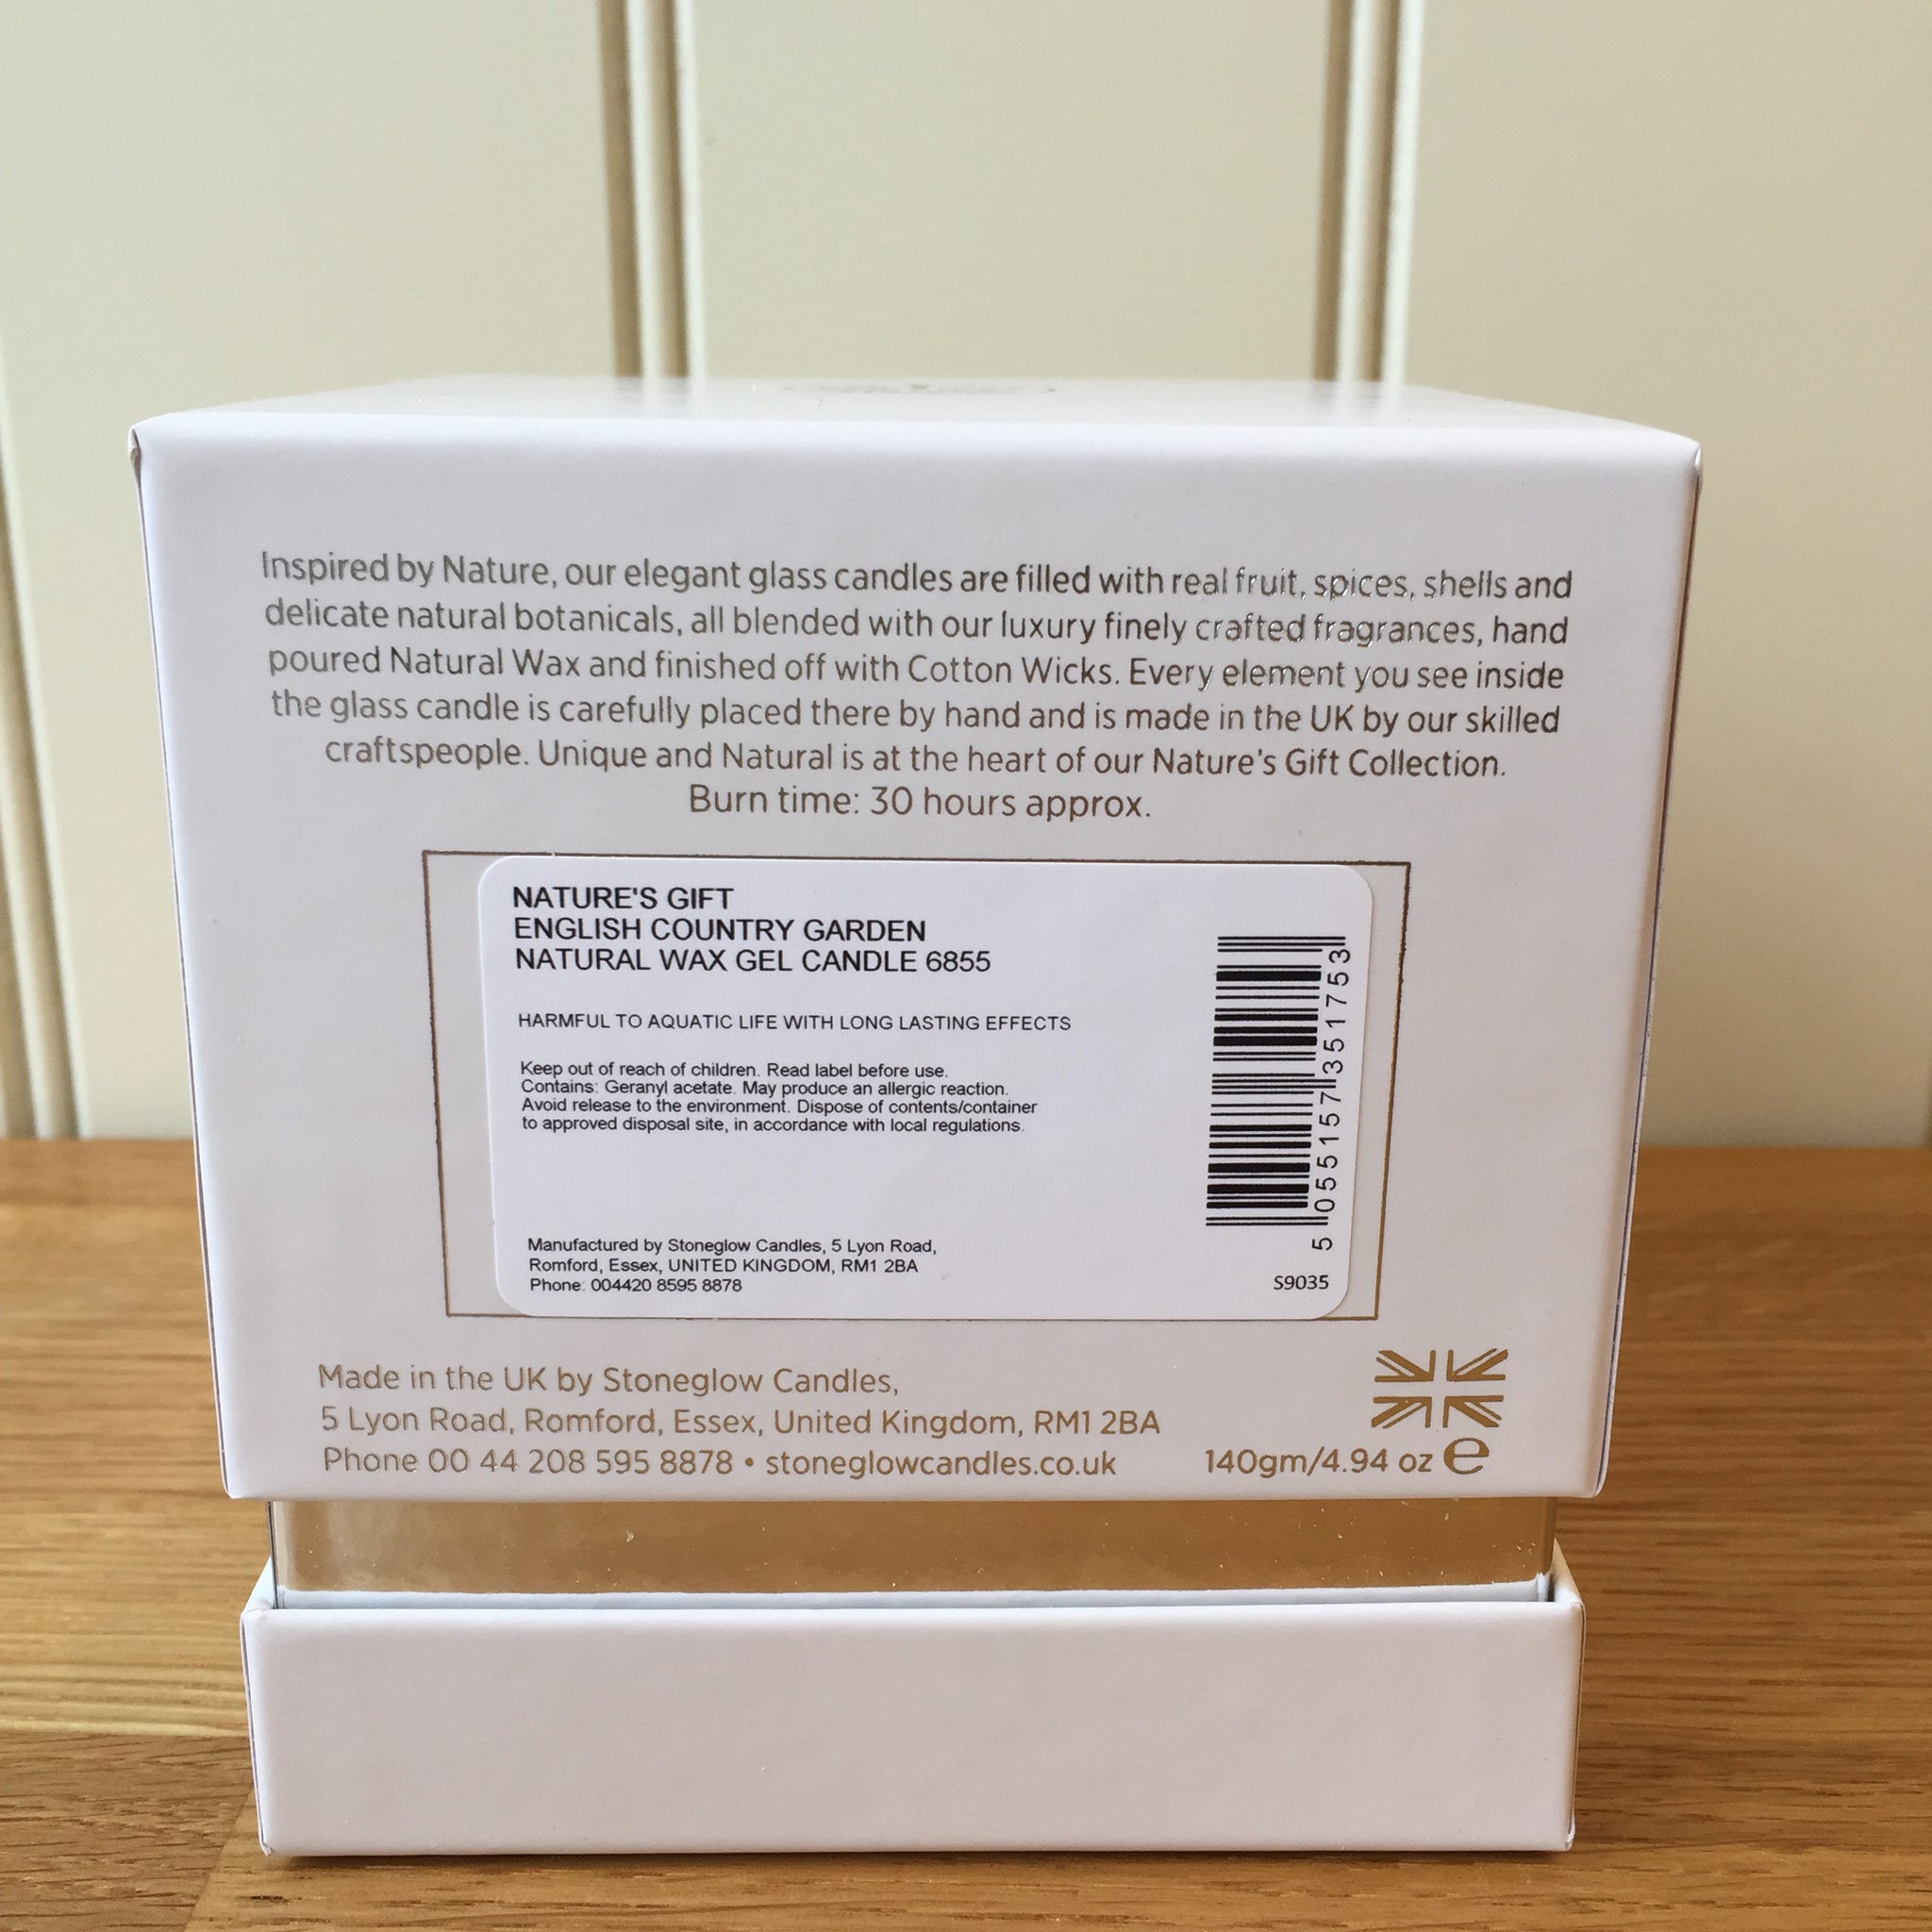 Inspired by Nature, our elegant glass candles are filled with real fruit, spices, shells and
delicate natural botanicals, all blended with our luxury finely crafted fragrances, hand
poured Natural Wax and finished off with Cotton Wicks. Every element you see inside
the glass candle is carefully placed there by hand and is made in the UK by our skilled
craftspeople. Unique and Natural is at the heart of our Nature's Gift Collection.
Burn time: 30 hours approx.
NATURE'S GIFT
ENGLISH COUNTRY GARDEN
NATURAL WAX GEL CANDLE 6855
HARMFUL TO AQUATIC LIFE WITH LONG LASTING EFFECTS
Keep out of reach of children. Read label before use.
Contains: Geranyl acetate. May produce an allergic reaction.
Avoid release to the environment. Dispose of contents/container
to approved disposal site, in accordance with local regulations.
Manufactured by Stoneglow Candles, 5 Lyon Road,
Romford, Essex, UNITED KINGDOM, RM1 2BA
Phone: 004420 8595 8878
5 055157 351753
S9035
Made in the UK by Stoneglow Candles,
5 Lyon Road, Romford, Essex, United Kingdom, RM1 2BA
Phone 00 44 208 595 8878 • stoneglowcandles.co.uk
140gm/4.94 oz e